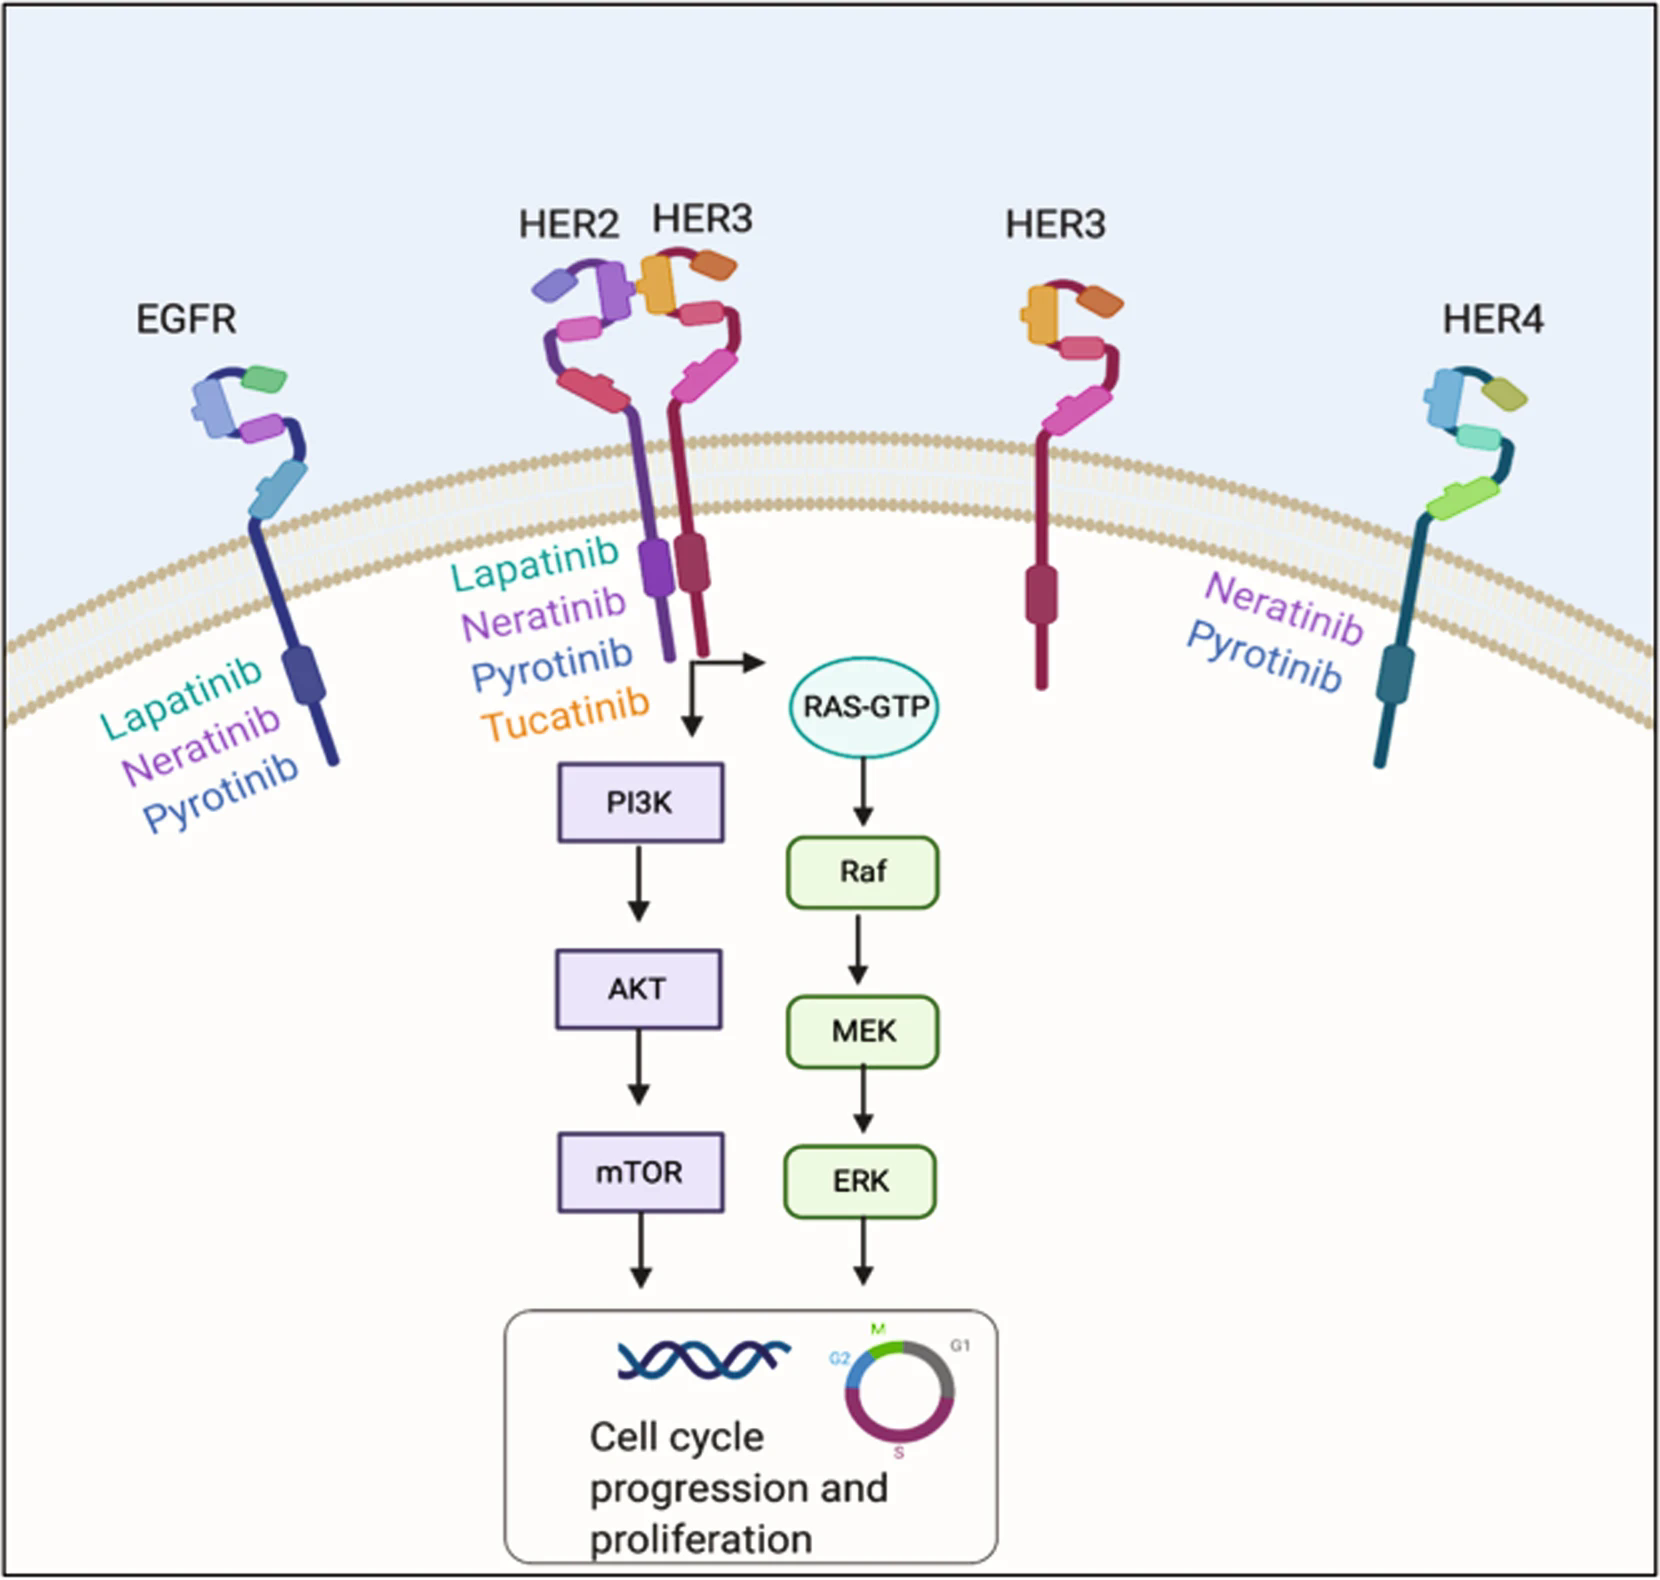 HER2
HER3
HER3
EGFR
HER4
Lapatinib
Neratinib
Pyrotinib
Tucatinib
Neratinib
Pyrotinib
Lapatinib
Neratinib
Pyrotinib
RAS-GTP
PI3K
Raf
AKT
MEK
mTOR
ERK
M
G1
G2
S
Cell cycle
progression and
proliferation